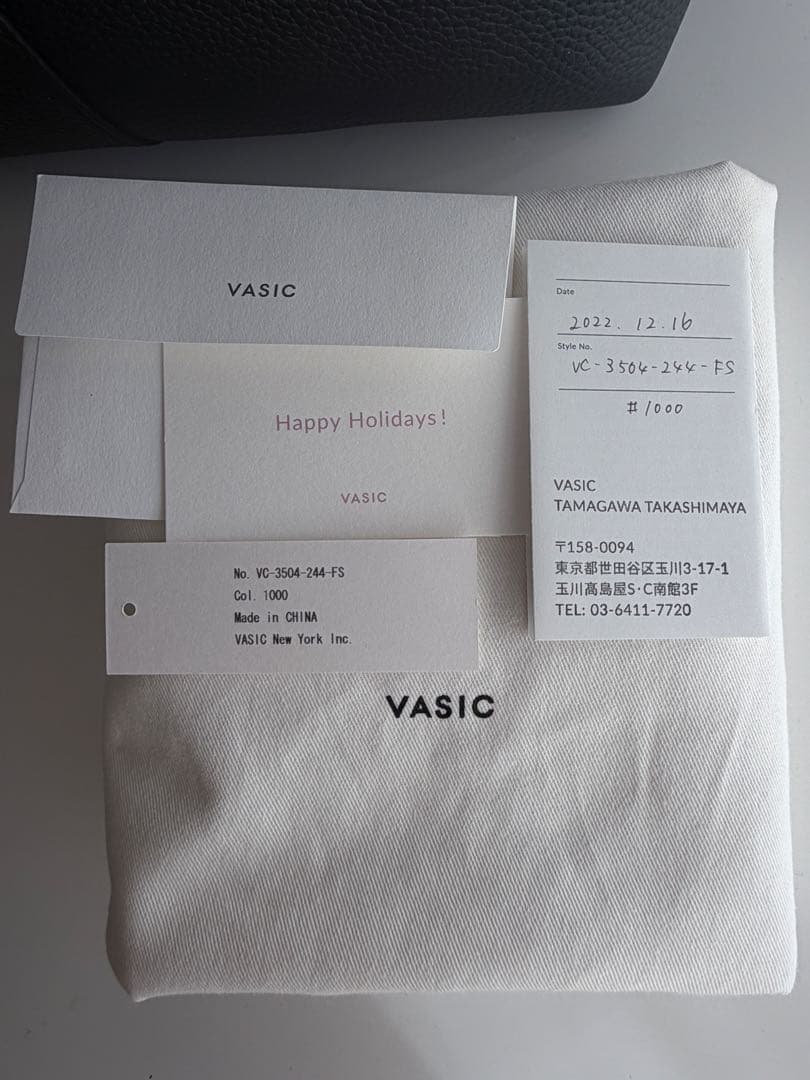 VASIC
Happy Holidays!
VASIC
Date
2022. 12. 16
Style No.
VC-3504-244-FS
#1000
VASIC
TAMAGAWA TAKASHIMAYA
〒158-0094
東京都世田谷区玉川3-17-1
玉川髙島屋S·C南館3F
TEL: 03-6411-7720
No. VC-3504-244-FS
Col. 1000
Made in CHINA
VASIC New York Inc.
VASIC